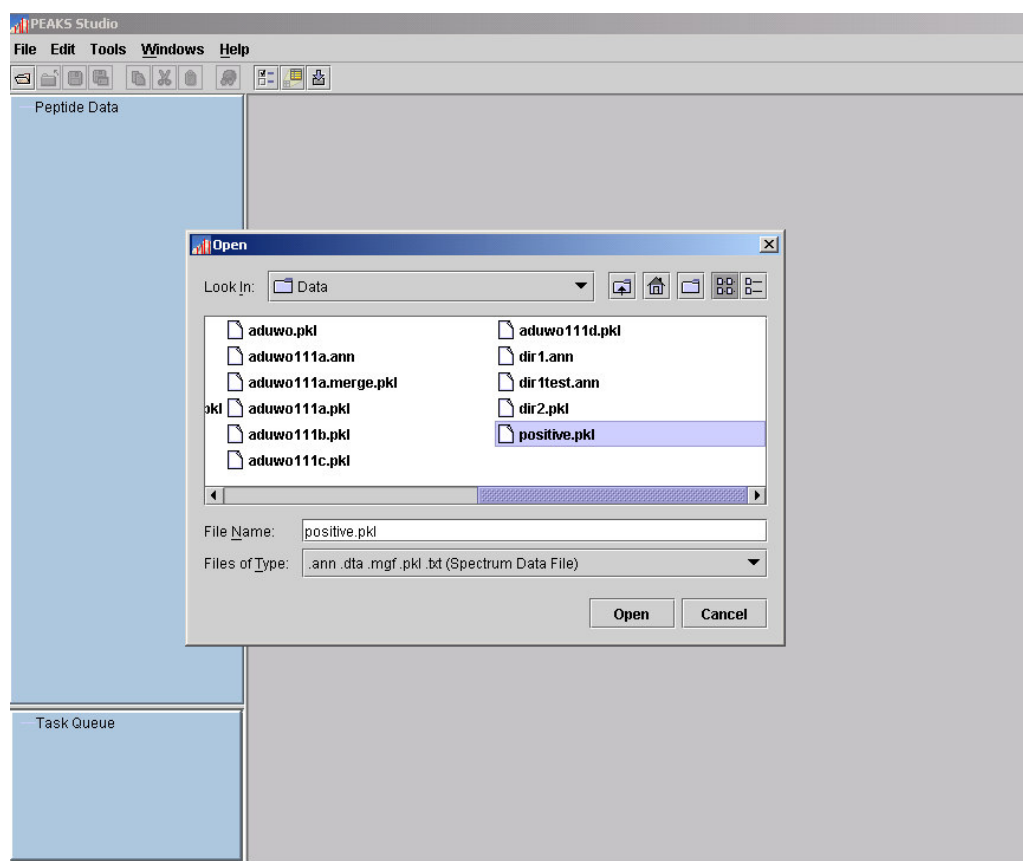 PEAKS Studio
File Edit Tools Windows Help
Peptide Data
Open
Look In: Data
aduwo.pkl
aduwo111a.ann
aduwo111a.merge.pkl
pkl aduwo111a.pkl
aduwo111b.pkl
aduwo111c.pkl
aduwo111d.pkl
dir1.ann
dir1test.ann
dir2.pkl
positive.pkl
File Name: positive.pkl
Files of Type: .ann .dta .mgf .pkl .txt (Spectrum Data File)
Open Cancel
Task Queue